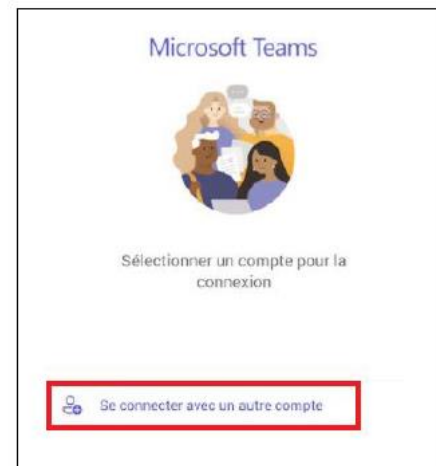 Microsoft Teams
Sélectionner un compte pour la
connexion
Se connecter avec un autre compte